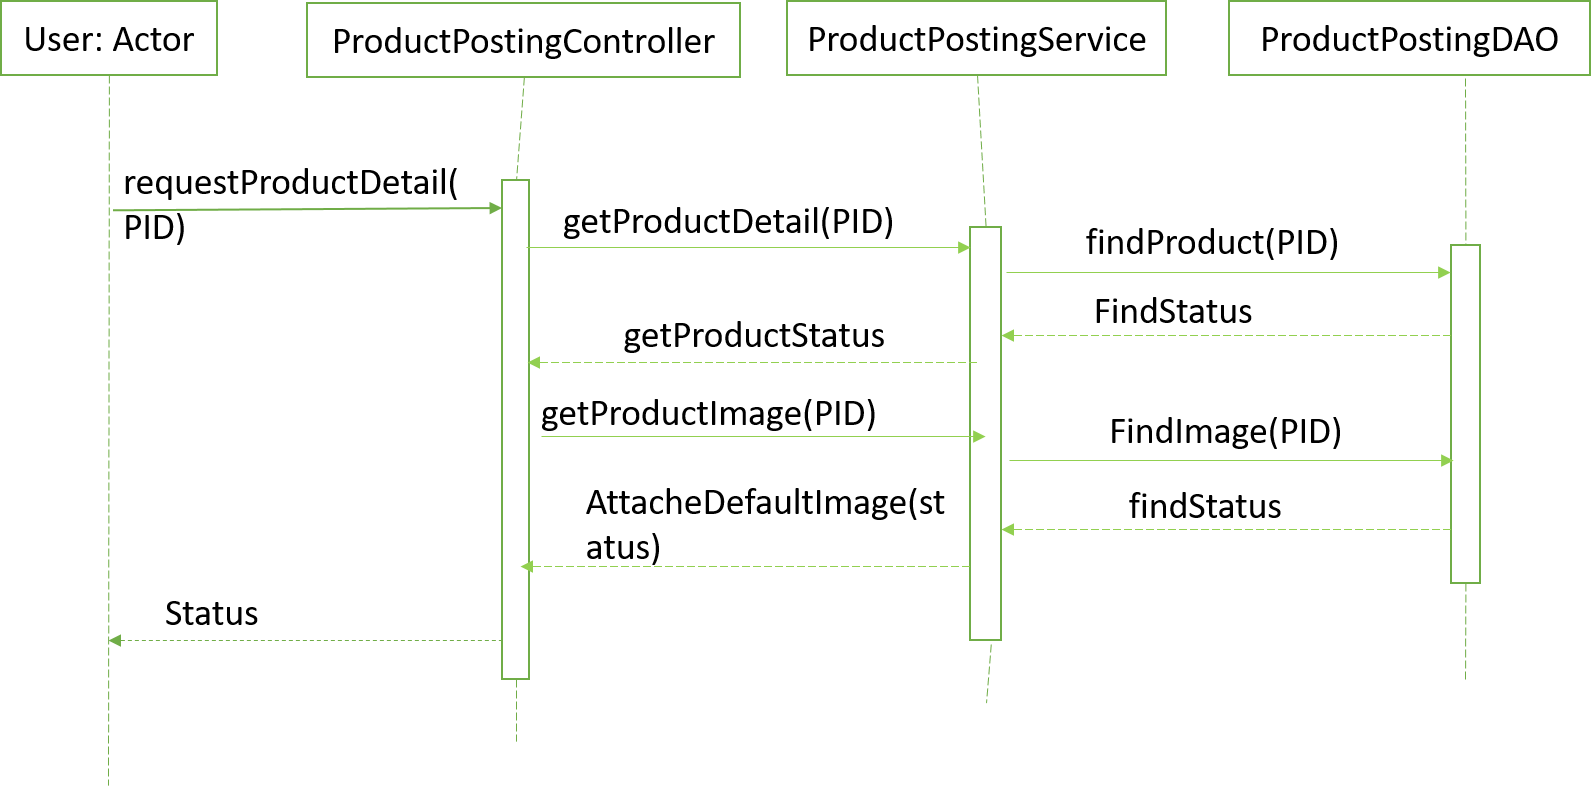 User: Actor
ProductPostingController
ProductPostingService
ProductPostingDAO
requestProductDetail(
PID)
getProductDetail(PID)
findProduct(PID)
FindStatus
getProductStatus
getProductImage(PID)
FindImage(PID)
AttacheDefaultImage(st
atus)
findStatus
Status